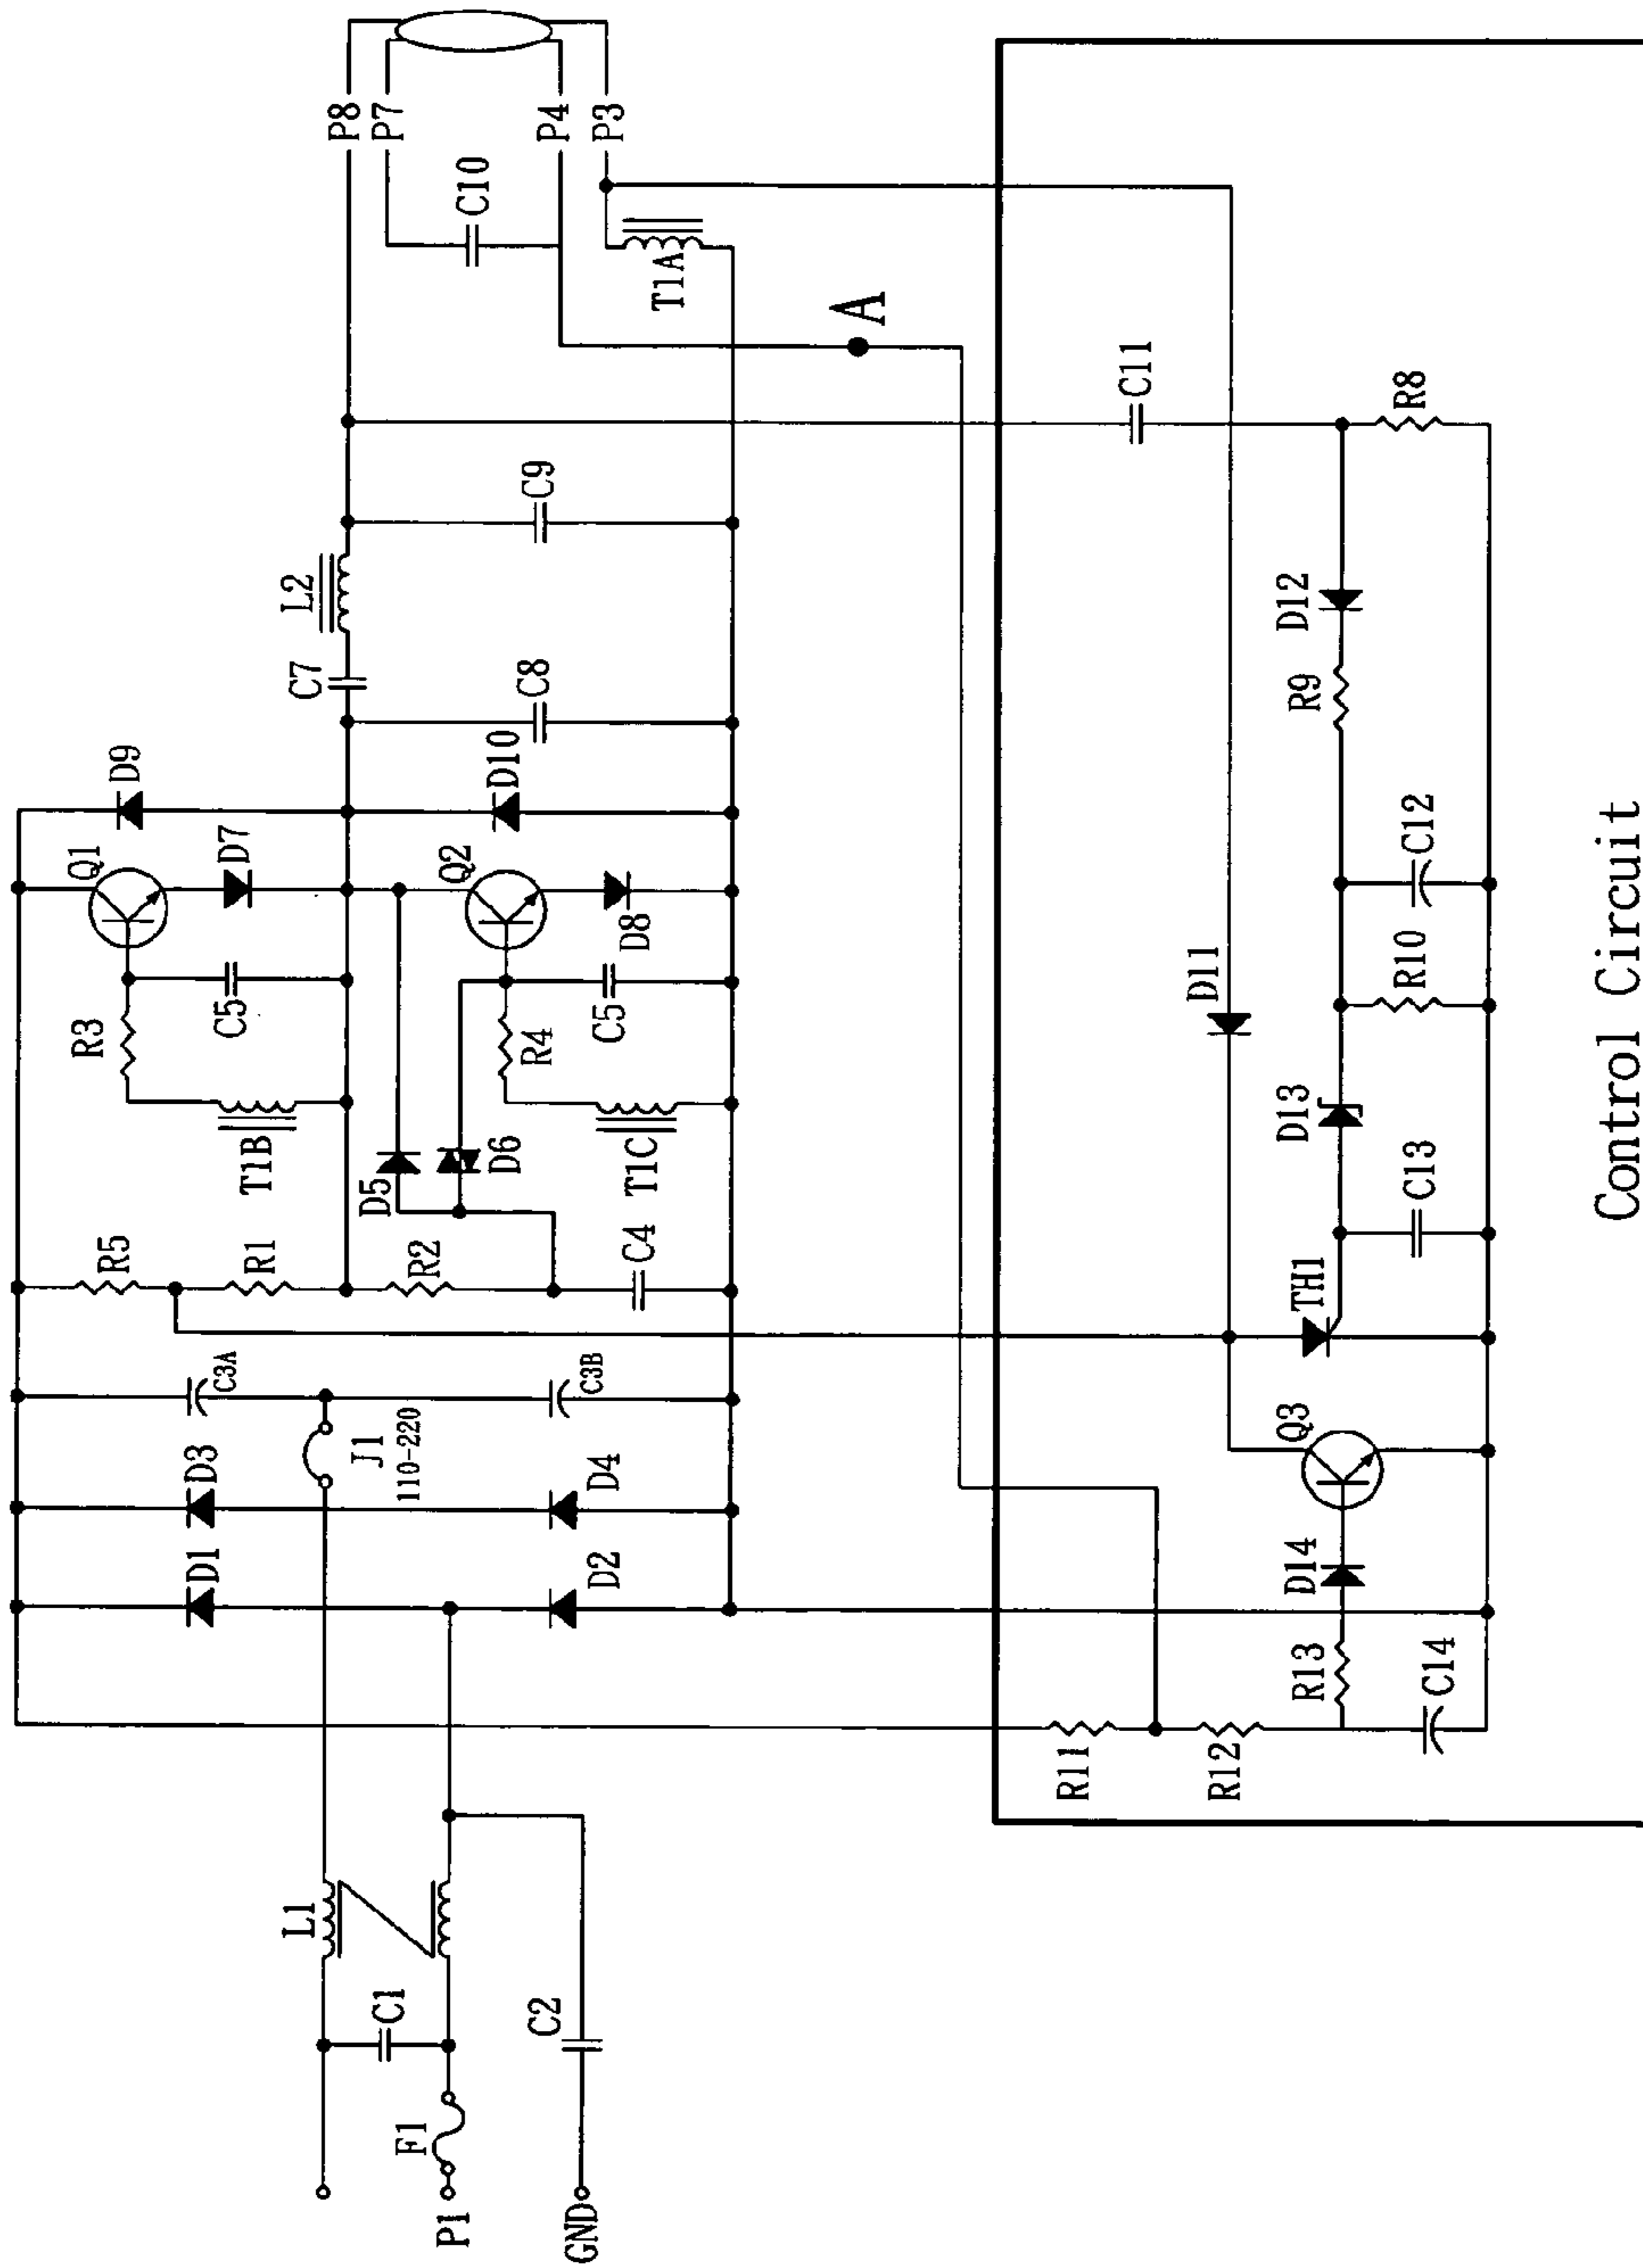 P8
P7
P4
P3
C10
T1A
A
C11
R8
C9
L2
C7
C8
D9
D10
D7
Q1
Q2
D8
C5
C5
R3
R4
T1B
T1C
D5
D6
R5
R1
R2
C4
C3A
C3B
J1
110-220
D3
D4
D1
D2
L1
C1
C2
F1
P1
GND
D12
R9
C12
D11
R10
D13
C13
TH1
Q3
D14
R13
C14
R11
R12
Control Circuit